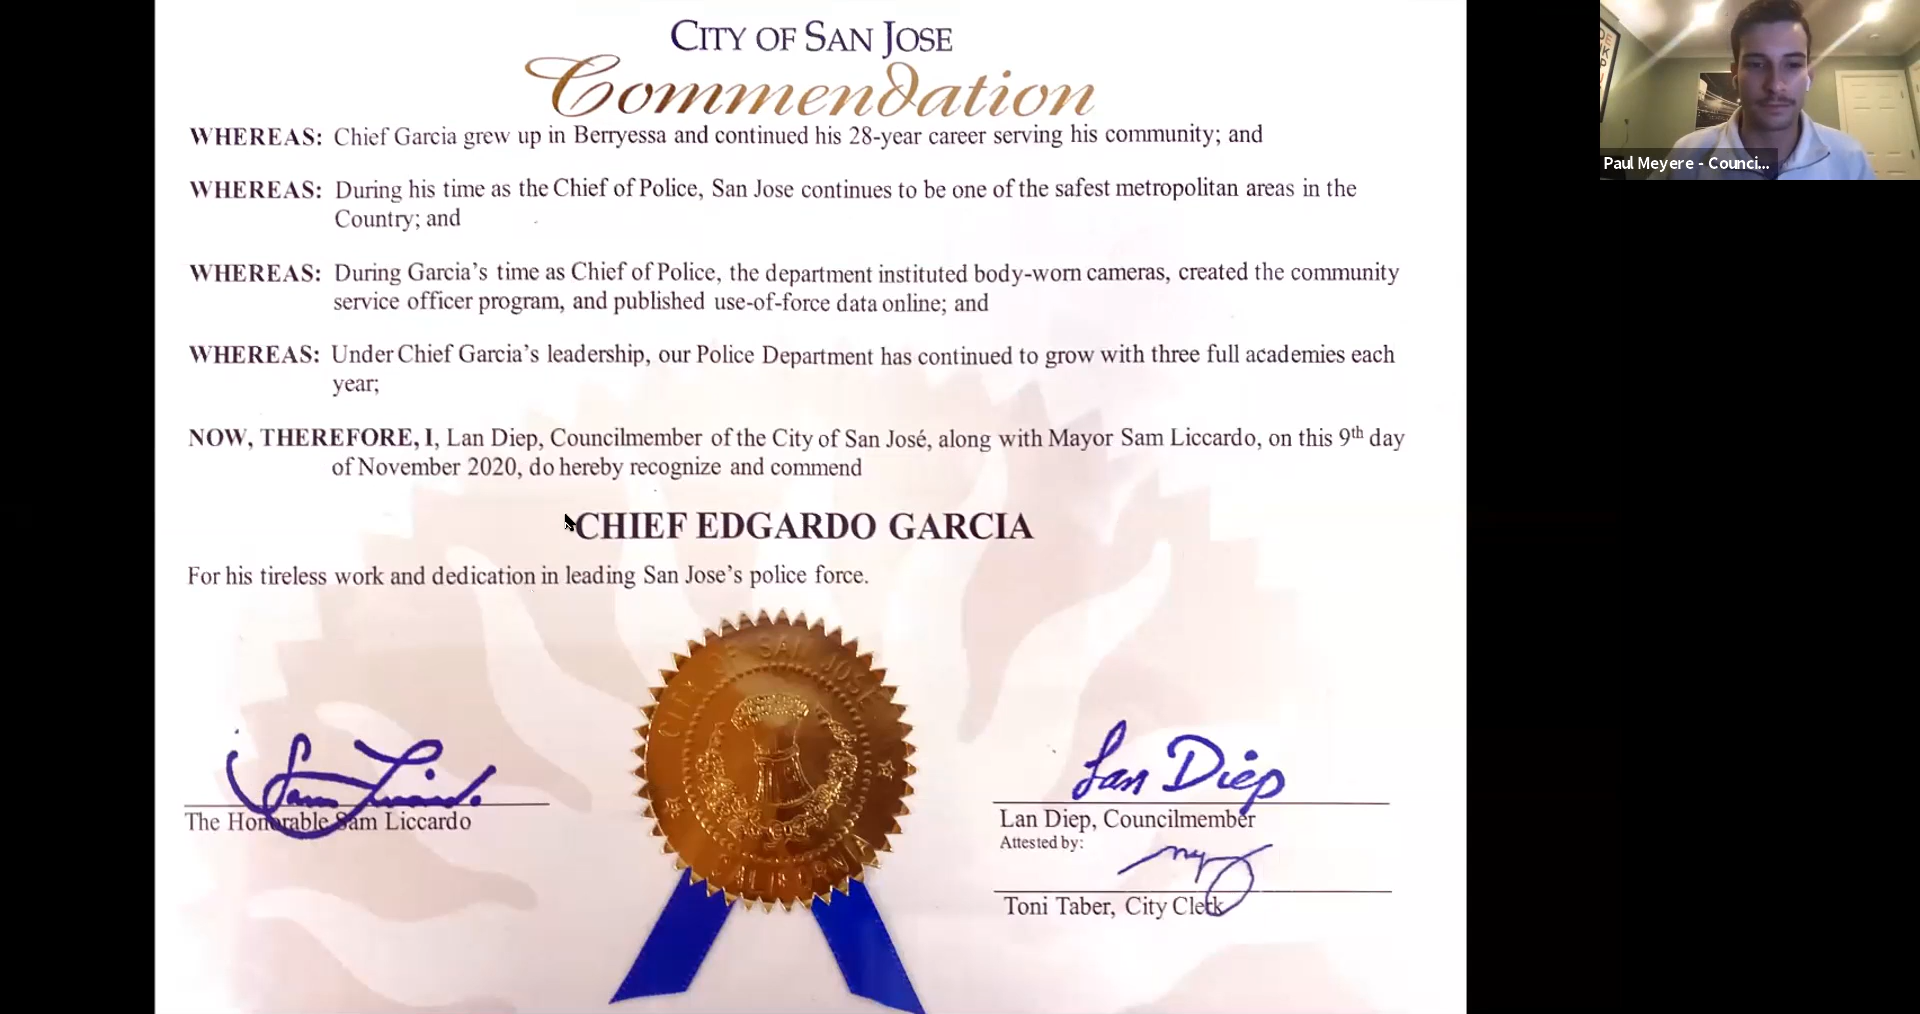 CITY OF SAN JOSE
Commendation
WHEREAS: Chief Garcia grew up in Berryessa and continued his 28-year career serving his community; and
WHEREAS: During his time as the Chief of Police, San Jose continues to be one of the safest metropolitan areas in the
Country; and
WHEREAS: During Garcia's time as Chief of Police, the department instituted body-worn cameras, created the community
service officer program, and published use-of-force data online; and
WHEREAS: Under Chief Garcia's leadership, our Police Department has continued to grow with three full academies each
year;
NOW, THEREFORE, I, Lan Diep, Councilmember of the City of San José, along with Mayor Sam Liccardo, on this 9th day
of November 2020, do hereby recognize and commend
CHIEF EDGARDO GARCIA
For his tireless work and dedication in leading San Jose's police force.
CITY OF SAN JOSE
CALIFORNIA
Sam Liccardo
The Honorable Sam Liccardo
Lan Diep
Lan Diep, Councilmember
Attested by:
Toni Taber, City Clerk
Paul Meyere - Counci...